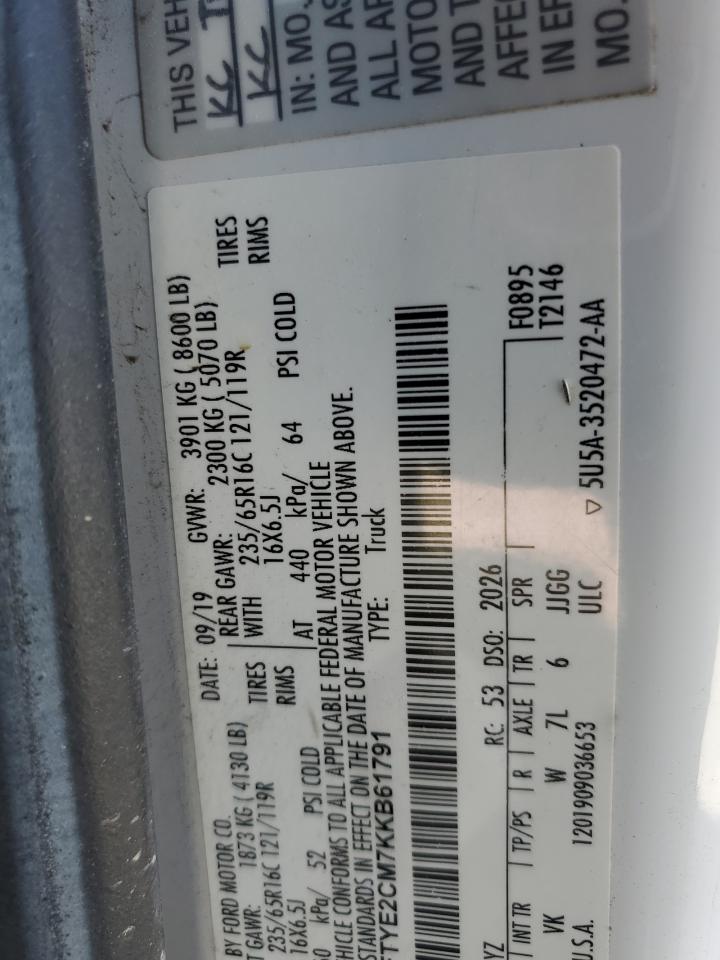 THIS VEH
KC
KC
IN: MO.
AND AS
ALL AF
MOTO
AND T
AFFE
IN EF
MO.
BY FORD MOTOR CO. DATE: 09/19 GVWR: 3901 KG ( 8600 LB)
T GAWR: 1873 KG ( 4130 LB) REAR GAWR: 2300 KG ( 5070 LB)
235/65R16C 121/119R TIRES WITH 235/65R16C 121/119R TIRES
16X6.5J RIMS 16X6.5J RIMS
kPa/ 52 PSI COLD AT 440 kPa/ 64 PSI COLD
HICLE CONFORMS TO ALL APPLICABLE FEDERAL MOTOR VEHICLE
STANDARDS IN EFFECT ON THE DATE OF MANUFACTURE SHOWN ABOVE.
FTYE2CM7KKB61791 TYPE: Truck
YZ RC: 53 DSO: 2026 F0895
INT TR TP/PS R AXLE TR SPR T2146
VK W 7L 6 JJGG
U.S.A. 1201909036653 ULC ▽ 5U5A-3520472-AA